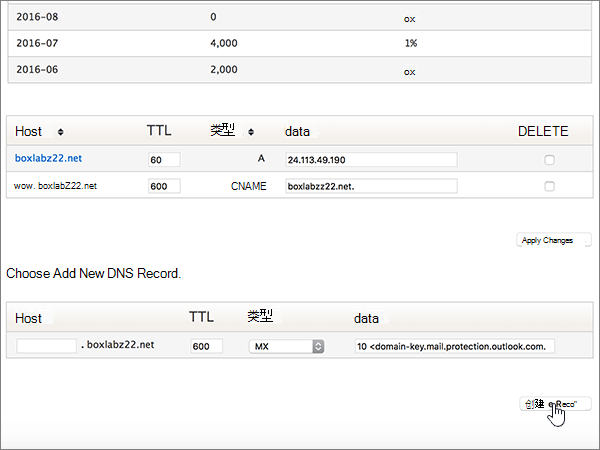 2016-08 0 ox
2016-07 4,000 1%
2016-06 2,000 ox
Host TTL 类型 data DELETE
boxlabz22.net 60 A 24.113.49.190
wow. boxlabZ22.net 600 CNAME boxlabzz22.net.
Apply Changes
Choose Add New DNS Record.
Host TTL 类型 data
. boxlabz22.net 600 MX 10 <domain-key.mail.protection.outlook.com.
创建 e Reco"